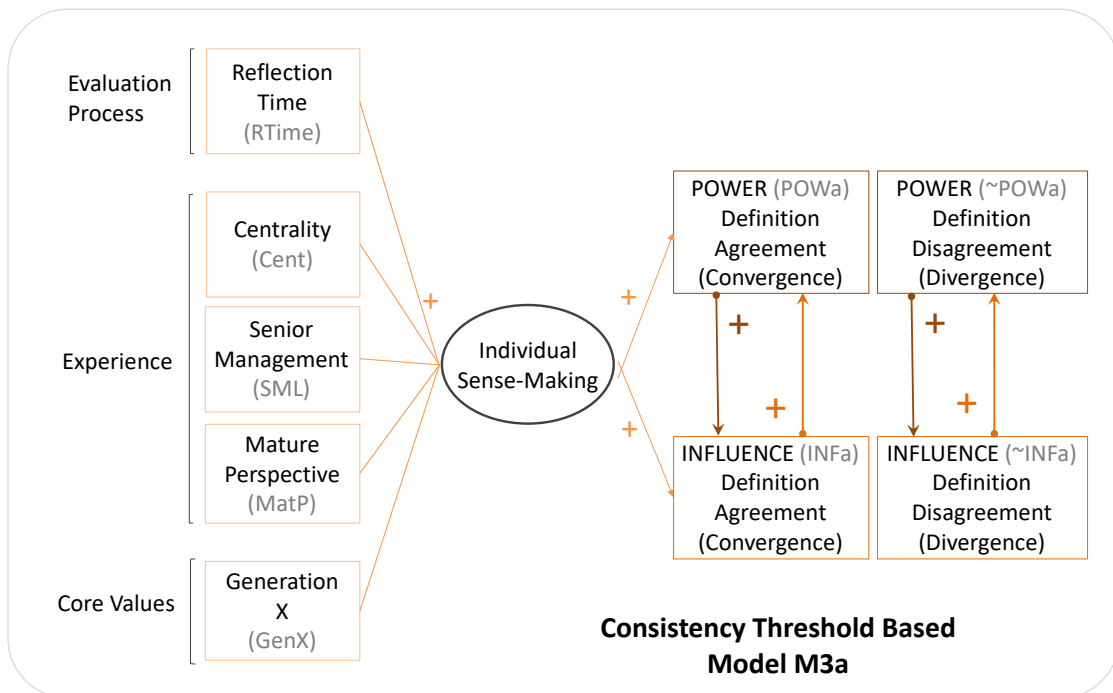 Evaluation
Process
Reflection
Time
(RTime)
Experience
Centrality
(Cent)
Senior
Management
(SML)
Mature
Perspective
(MatP)
Core Values
Generation
X
(GenX)
+
Individual
Sense-Making
+
+
POWER (POWa)
Definition
Agreement
(Convergence)
POWER (~POWa)
Definition
Disagreement
(Divergence)
+
+
+
+
INFLUENCE (INFa)
Definition
Agreement
(Convergence)
INFLUENCE (~INFa)
Definition
Disagreement
(Divergence)
Consistency Threshold Based
Model M3a